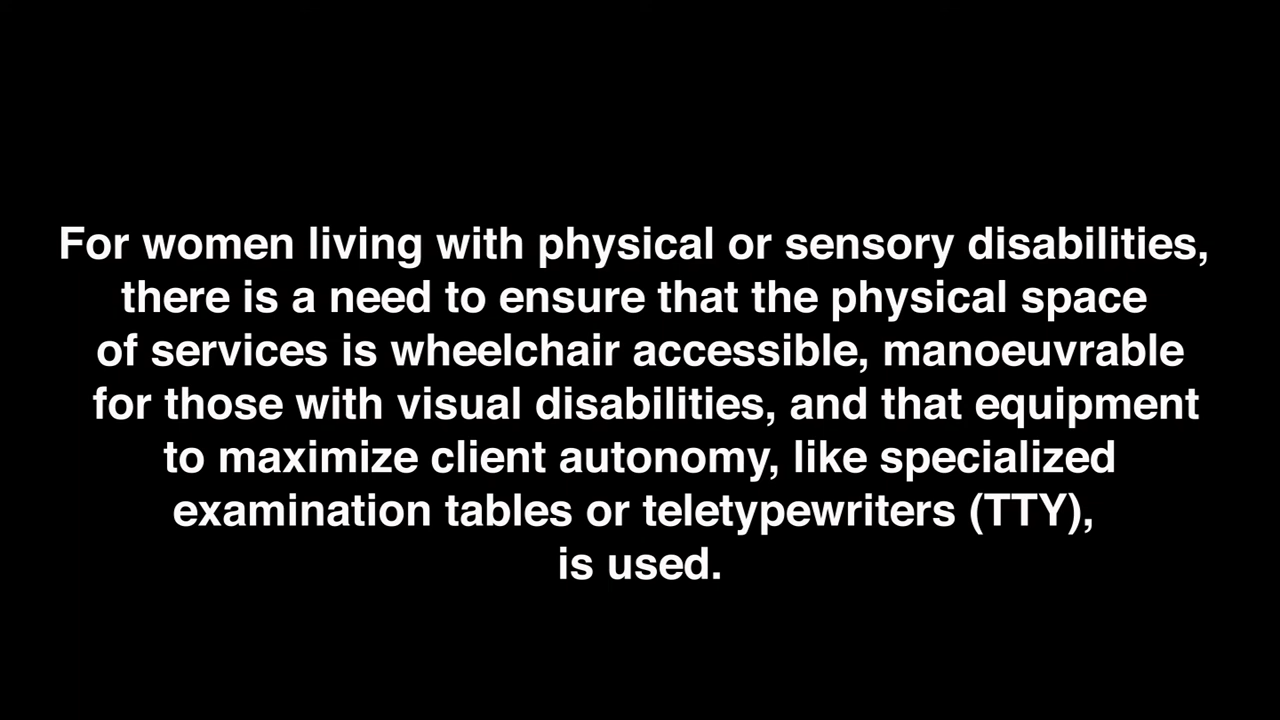 For women living with physical or sensory disabilities,
there is a need to ensure that the physical space
of services is wheelchair accessible, manoeuvrable
for those with visual disabilities, and that equipment
to maximize client autonomy, like specialized
examination tables or teletypewriters (TTY),
is used.